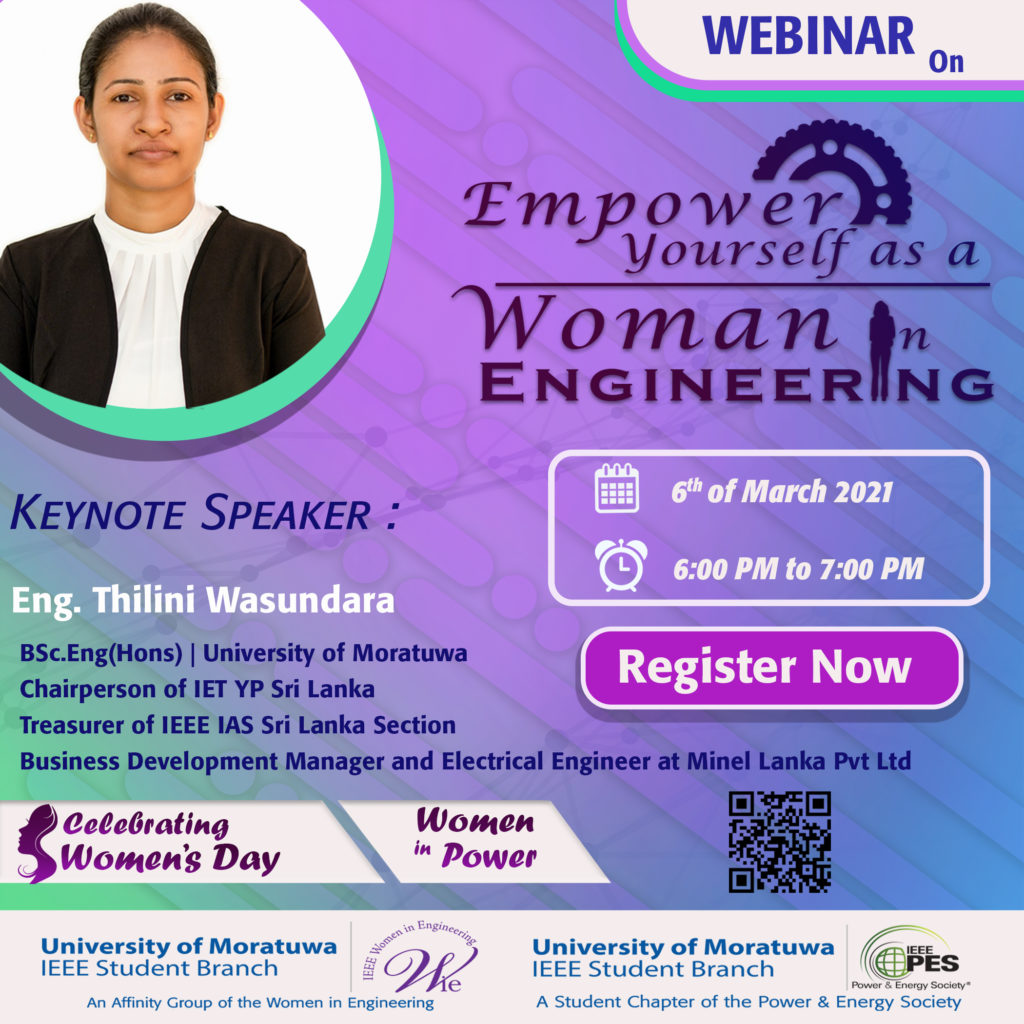 WEBINAR
On
Empower
Yourself as a
Woman in
ENGINEERING
KEYNOTE SPEAKER :
6th of March 2021
6:00 PM to 7:00 PM
Eng. Thilini Wasundara
Register Now
BSc.Eng(Hons) | University of Moratuwa
Chairperson of IET YP Sri Lanka
Treasurer of IEEE IAS Sri Lanka Section
Business Development Manager and Electrical Engineer at Minel Lanka Pvt Ltd
Celebrating
Women's Day
Women
in Power
University of Moratuwa
IEEE Student Branch
IEEE Women in Engineering
Wie
An Affinity Group of the Women in Engineering
University of Moratuwa
IEEE Student Branch
IEEE
PES
Power & Energy Society®
A Student Chapter of the Power & Energy Society